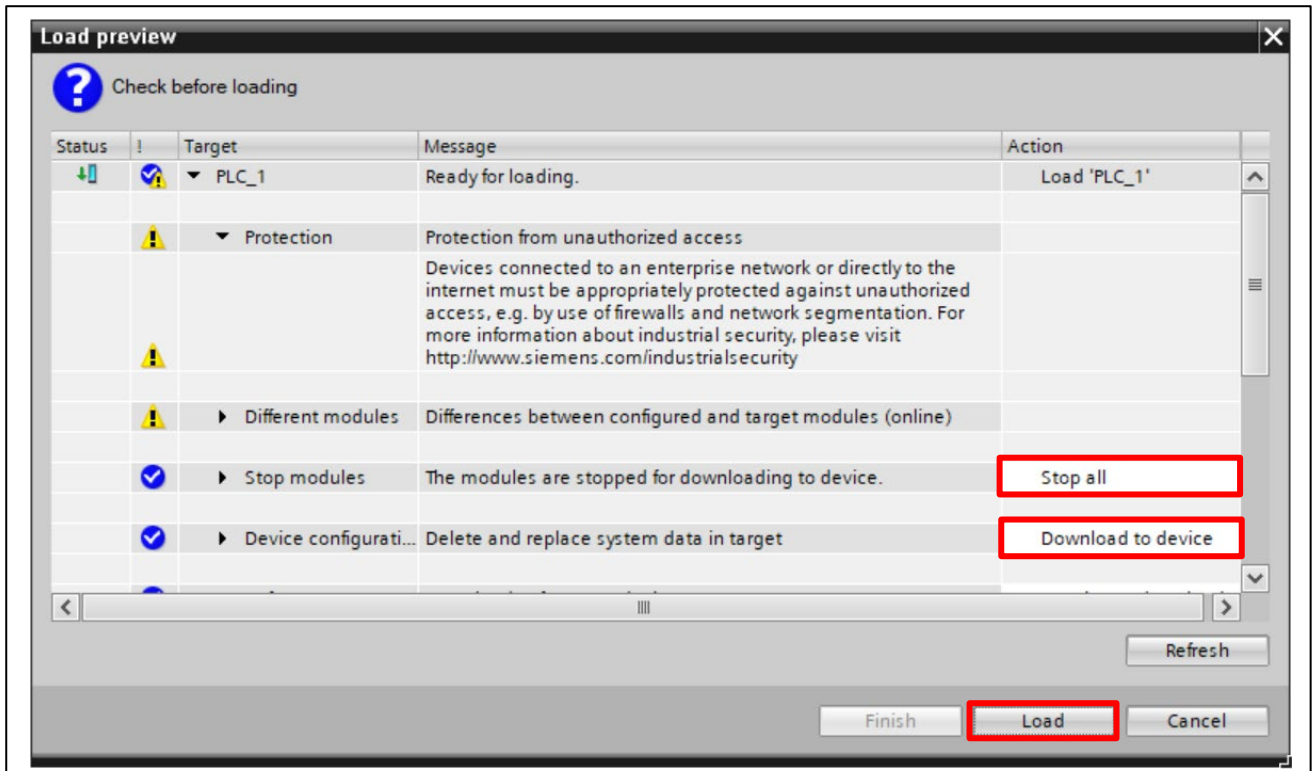 Load preview
Check before loading
Status ! Target Message Action
PLC_1 Ready for loading. Load 'PLC_1'
Protection Protection from unauthorized access
Devices connected to an enterprise network or directly to the
internet must be appropriately protected against unauthorized
access, e.g. by use of firewalls and network segmentation. For
more information about industrial security, please visit
http://www.siemens.com/industrialsecurity
Different modules Differences between configured and target modules (online)
Stop modules The modules are stopped for downloading to device. Stop all
Device configurati... Delete and replace system data in target Download to device
Refresh
Finish Load Cancel